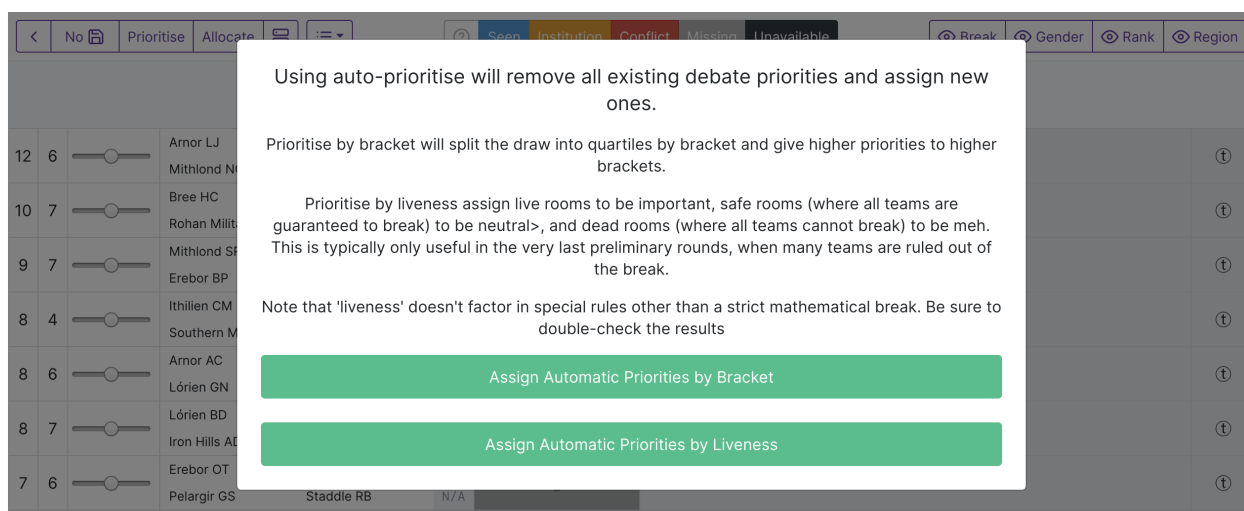 No Prioritise Allocate Seen Institution Conflict Missing Unavailable Break Gender Rank Region
Using auto-prioritise will remove all existing debate priorities and assign new
ones.
Prioritise by bracket will split the draw into quartiles by bracket and give higher priorities to higher
brackets.
Prioritise by liveness assign live rooms to be important, safe rooms (where all teams are
guaranteed to break) to be neutral>, and dead rooms (where all teams cannot break) to be meh.
This is typically only useful in the very last preliminary rounds, when many teams are ruled out of
the break.
Note that 'liveness' doesn't factor in special rules other than a strict mathematical break. Be sure to
double-check the results
Assign Automatic Priorities by Bracket
Assign Automatic Priorities by Liveness
12 6 Arnor LJ
Mithlond
10 7 Bree HC
Rohan
9 7 Mithlond
Erebor BP
8 4 Ithilien CM
Southern
8 6 Arnor AC
Lórien GN
8 7 Lórien BD
Iron Hills
7 6 Erebor OT
Pelargir GS Staddle RB N/A